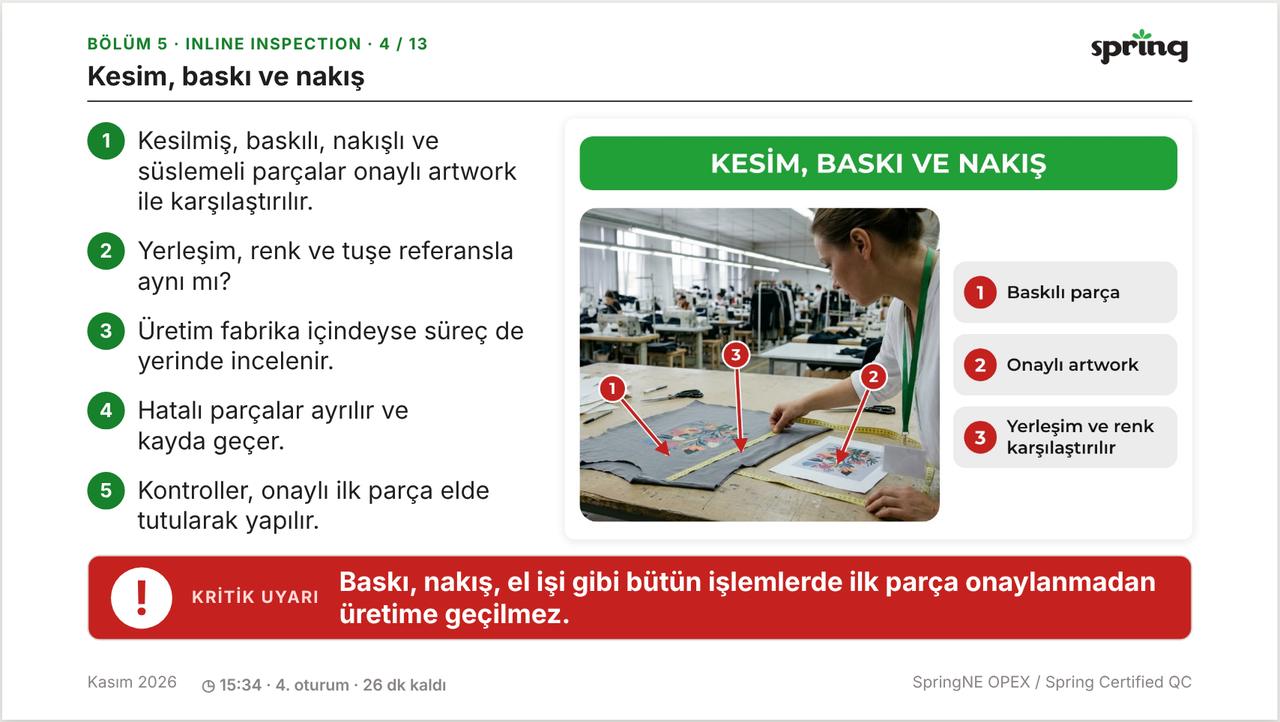 BÖLÜM 5 · INLINE INSPECTION · 4 / 13
Kesim, baskı ve nakış
spring
1 Kesilmiş, baskılı, nakışlı ve
süslemeli parçalar onaylı artwork
ile karşılaştırılır.
2 Yerleşim, renk ve tuşe referansla
aynı mı?
3 Üretim fabrika içindeyse süreç de
yerinde incelenir.
4 Hatalı parçalar ayrılır ve
kayda geçer.
5 Kontroller, onaylı ilk parça elde
tutularak yapılır.
KESİM, BASKI VE NAKIŞ
1
3
2
1 Baskılı parça
2 Onaylı artwork
3 Yerleşim ve renk
karşılaştırılır
! KRİTİK UYARI
Baskı, nakış, el işi gibi bütün işlemlerde ilk parça onaylanmadan
üretime geçilmez.
Kasım 2026
◷ 15:34 · 4. oturum · 26 dk kaldı
SpringNE OPEX / Spring Certified QC